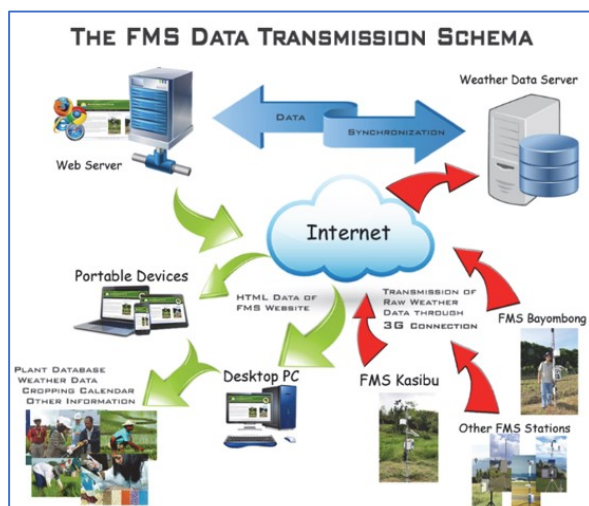 THE FMS DATA TRANSMISSION SCHEMA
Weather Data Server
DATA
SYNCHRONIZATION
Web Server
Internet
Portable Devices
HTML DATA OF
FMS WEBSITE
TRANSMISSION OF
RAW WEATHER
DATA THROUGH
3G CONNECTION
FMS Bayombong
PLANT DATABASE
WEATHER DATA
CROPPING CALENDAR
OTHER INFORMATION
Desktop PC
FMS Kasibu
Other FMS Stations